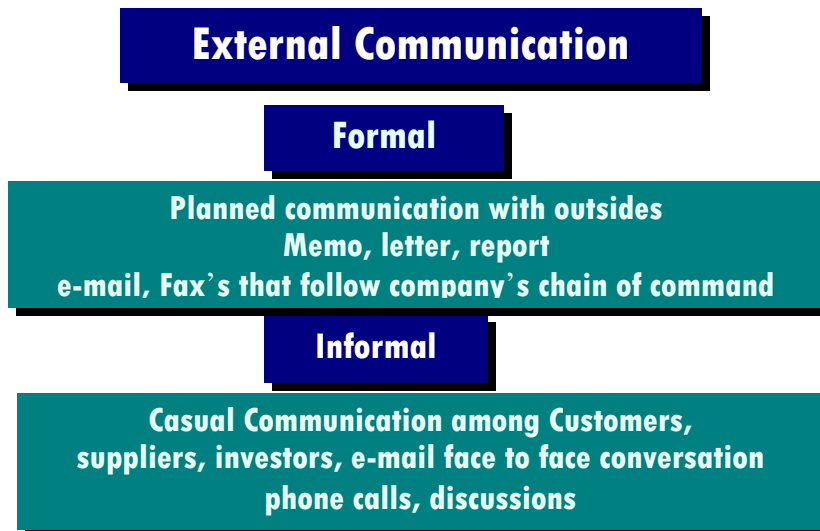 External Communication
Formal
Planned communication with outsides
Memo, letter, report
e-mail, Fax’s that follow company’s chain of command
Informal
Casual Communication among Customers,
suppliers, investors, e-mail face to face conversation
phone calls, discussions